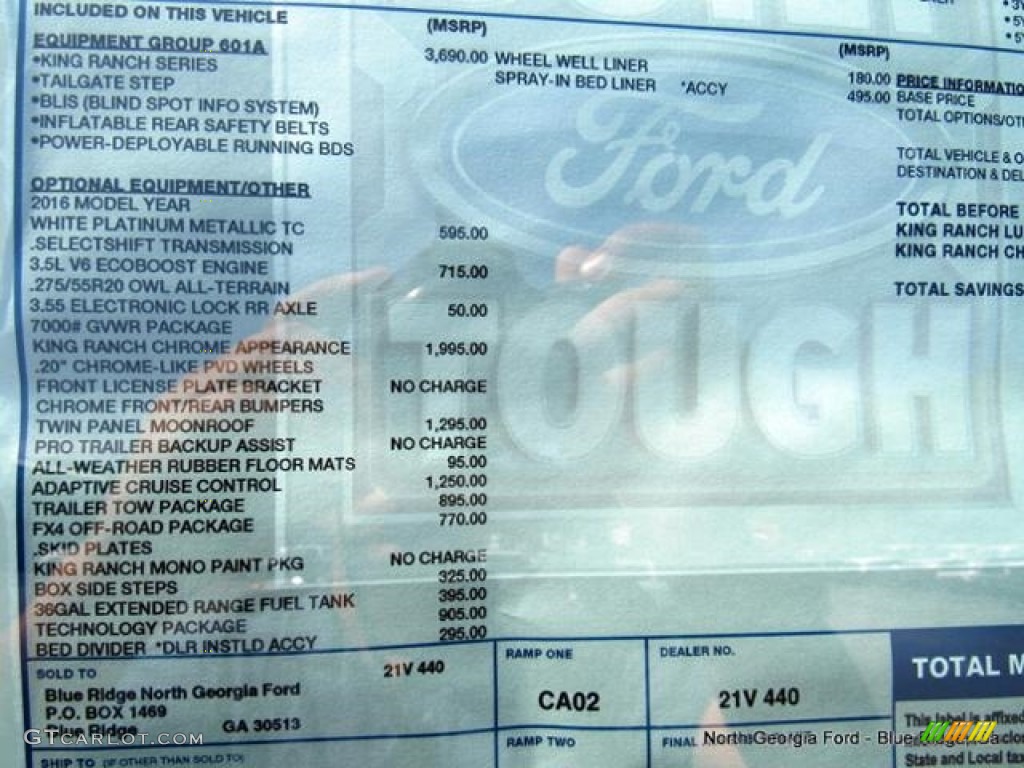 INCLUDED ON THIS VEHICLE
(MSRP)
EQUIPMENT GROUP 601A
•KING RANCH SERIES 3,690.00
•TAILGATE STEP
•BLIS (BLIND SPOT INFO SYSTEM)
•INFLATABLE REAR SAFETY BELTS
•POWER-DEPLOYABLE RUNNING BDS
OPTIONAL EQUIPMENT/OTHER
2016 MODEL YEAR
WHITE PLATINUM METALLIC TC 595.00
.SELECTSHIFT TRANSMISSION
3.5L V6 ECOBOOST ENGINE
.275/55R20 OWL ALL-TERRAIN 715.00
3.55 ELECTRONIC LOCK RR AXLE 50.00
7000# GVWR PACKAGE
KING RANCH CHROME APPEARANCE 1,995.00
.20" CHROME-LIKE PVD WHEELS
FRONT LICENSE PLATE BRACKET NO CHARGE
CHROME FRONT/REAR BUMPERS
TWIN PANEL MOONROOF 1,295.00
PRO TRAILER BACKUP ASSIST NO CHARGE
ALL-WEATHER RUBBER FLOOR MATS 95.00
ADAPTIVE CRUISE CONTROL 1,250.00
TRAILER TOW PACKAGE 895.00
FX4 OFF-ROAD PACKAGE 770.00
.SKID PLATES
KING RANCH MONO PAINT PKG NO CHARGE
BOX SIDE STEPS 325.00
36GAL EXTENDED RANGE FUEL TANK 395.00
TECHNOLOGY PACKAGE 905.00
BED DIVIDER *DLR INSTLD ACCY 295.00
(MSRP)
WHEEL WELL LINER 180.00
SPRAY-IN BED LINER *ACCY 495.00
Ford
TOUGH
PRICE
BASE PRICE
TOTAL
TOTAL VEHICLE &
DESTINATION &
TOTAL BEFORE
KING RANCH
KING RANCH
TOTAL SAVINGS
SOLD TO
21V 440
Blue Ridge North Georgia Ford
P.O. BOX 1469
Blue Ridge GA 30513
SHIP TO (IF OTHER THAN SOLD TO)
RAMP ONE
CA02
RAMP TWO
DEALER NO.
21V 440
FINAL
TOTAL
This label is affixed
State and Local
GTCARLOT.COM
North Georgia Ford - Blue Ridge, Ga